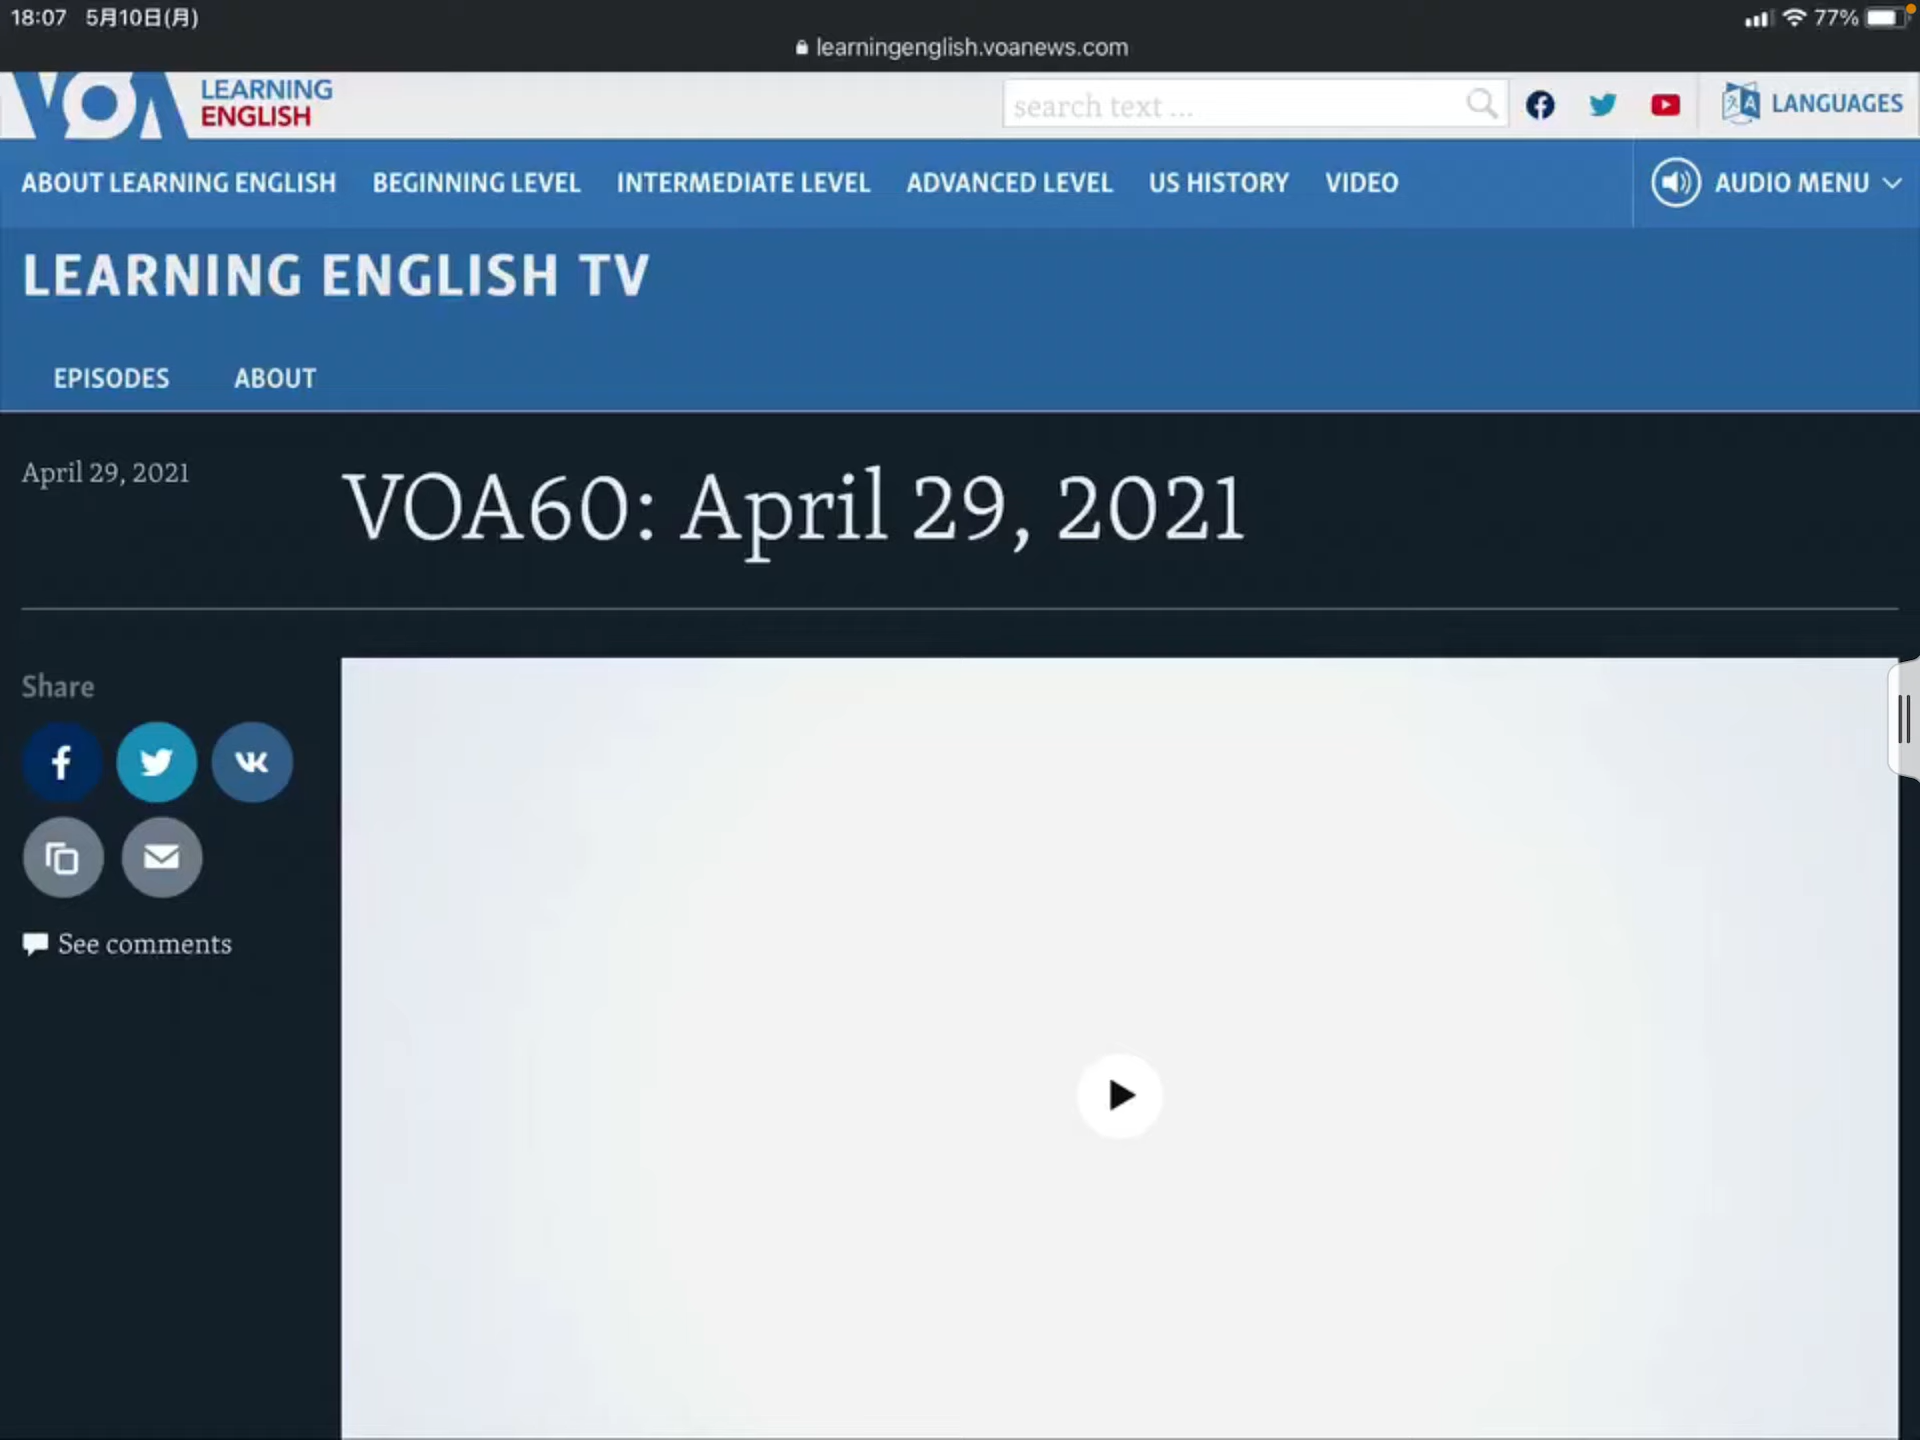 18:07 5月10日(月) 77%
learningenglish.voanews.com
VOA LEARNING ENGLISH
search text ...
LANGUAGES
ABOUT LEARNING ENGLISH BEGINNING LEVEL INTERMEDIATE LEVEL ADVANCED LEVEL US HISTORY VIDEO AUDIO MENU
LEARNING ENGLISH TV
EPISODES ABOUT
April 29, 2021
VOA60: April 29, 2021
Share
See comments